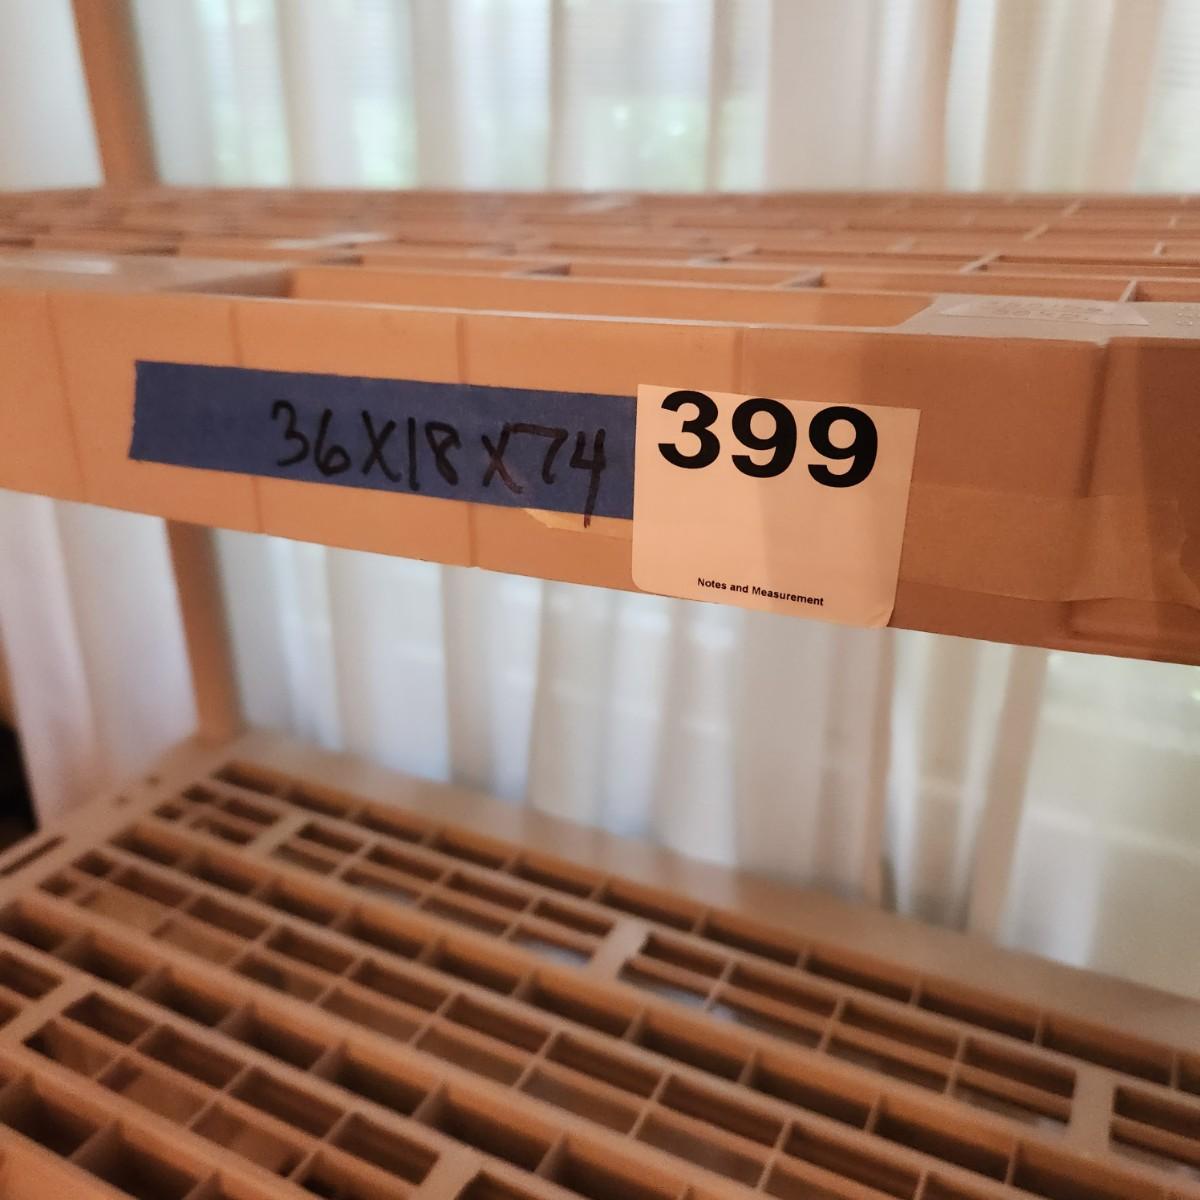 36X18X74
399
Notes and Measurement